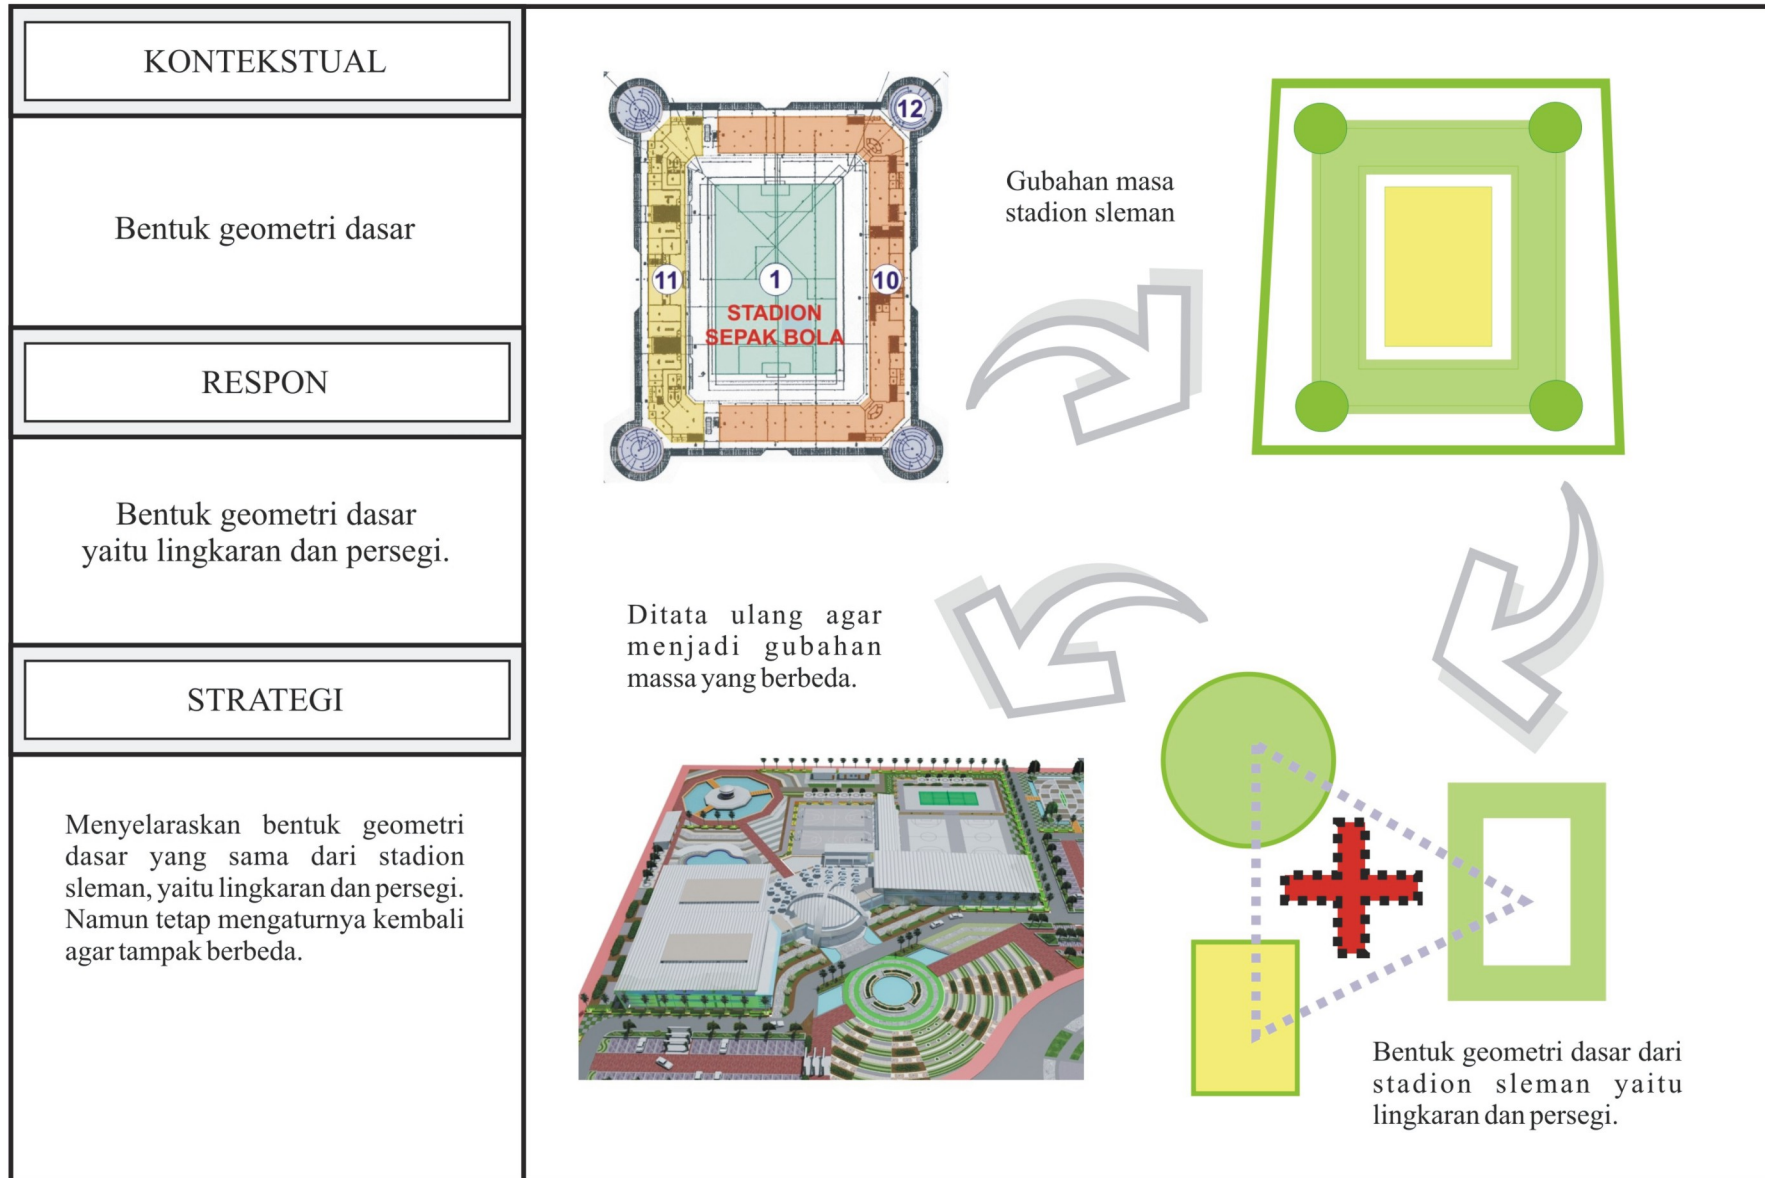 KONTEKSTUAL
Bentuk geometri dasar
RESPON
Bentuk geometri dasar
yaitu lingkaran dan persegi.
STRATEGI
Menyelaraskan bentuk geometri
dasar yang sama dari stadion
sleman, yaitu lingkaran dan persegi.
Namun tetap mengaturnya kembali
agar tampak berbeda.
12
11
1
10
STADION
SEPAK BOLA
Gubahan masa
stadion sleman
Ditata ulang agar
menjadi gubahan
massa yang berbeda.
Bentuk geometri dasar dari
stadion sleman yaitu
lingkaran dan persegi.